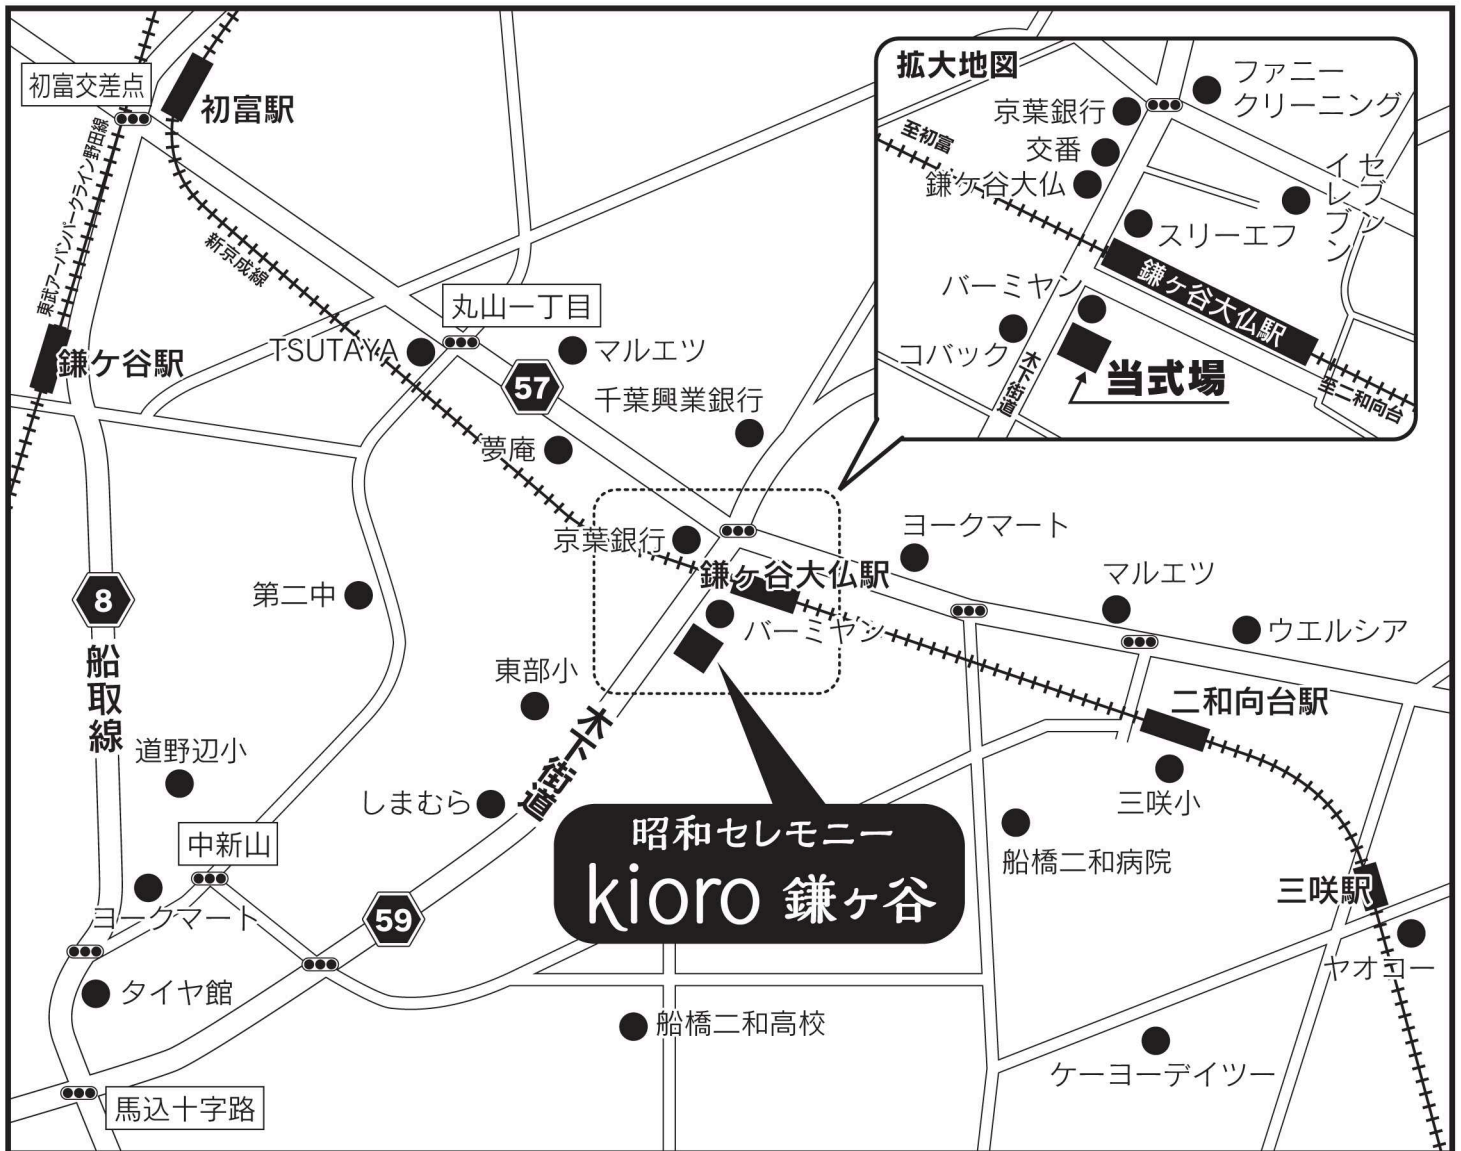 初富交差点
初富駅
東武アーバンパークライン野田線
新京成線
鎌ケ谷駅
丸山一丁目
TSUTAYA
マルエツ
57
千葉興業銀行
夢庵
京葉銀行
鎌ヶ谷大仏駅
バーミヤン
ヨークマート
マルエツ
ウエルシア
二和向台駅
三咲小
船橋二和病院
三咲駅
ヤオコー
ケーヨーデイツー
船橋二和高校
8
船取線
第二中
東部小
木下街道
道野辺小
しまむら
中新山
ヨークマート
59
タイヤ館
馬込十字路
昭和セレモニー
kioro 鎌ヶ谷
拡大地図
ファニー
クリーニング
京葉銀行
交番
鎌ケ谷大仏
至初富
セブン
イレブン
スリーエフ
鎌ヶ谷大仏駅
バーミヤン
コバック
木下街道
当式場
至二和向台